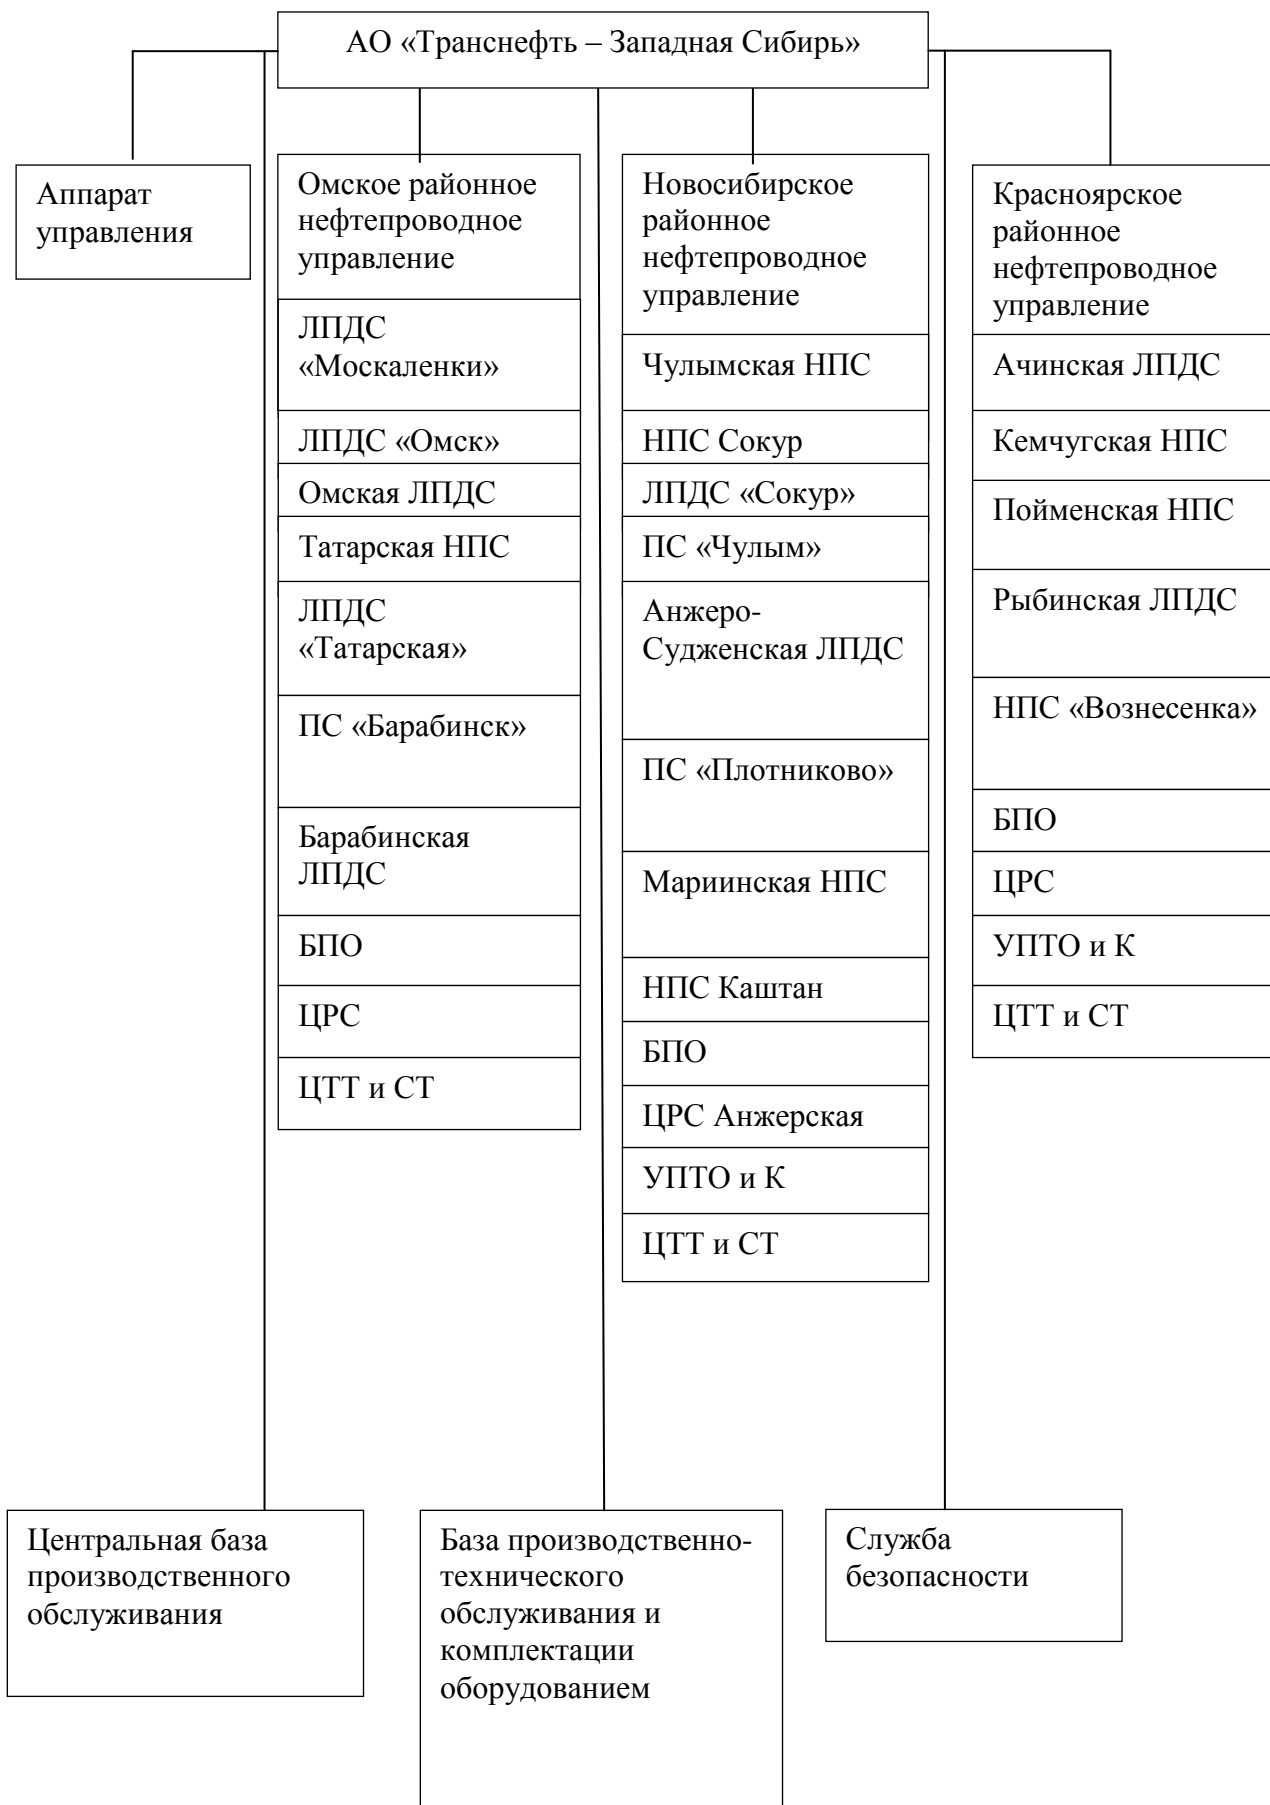 АО «Транснефть – Западная Сибирь»
Аппарат
управления
Омское районное
нефтепроводное
управление
ЛПДС
«Москаленки»
ЛПДС «Омск»
Омская ЛПДС
Татарская НПС
ЛПДС
«Татарская»
ПС «Барабинск»
Барабинская
ЛПДС
БПО
ЦРС
ЦТТ и СТ
Новосибирское
районное
нефтепроводное
управление
Чулымская НПС
НПС Сокур
ЛПДС «Сокур»
ПС «Чулым»
Анжеро-
Судженская ЛПДС
ПС «Плотниково»
Мариинская НПС
НПС Каштан
БПО
ЦРС Анжерская
УПТО и К
ЦТТ и СТ
Красноярское
районное
нефтепроводное
управление
Ачинская ЛПДС
Кемчугская НПС
Пойменская НПС
Рыбинская ЛПДС
НПС «Вознесенка»
БПО
ЦРС
УПТО и К
ЦТТ и СТ
Центральная база
производственного
обслуживания
База производственно-
технического
обслуживания и
комплектации
оборудованием
Служба
безопасности